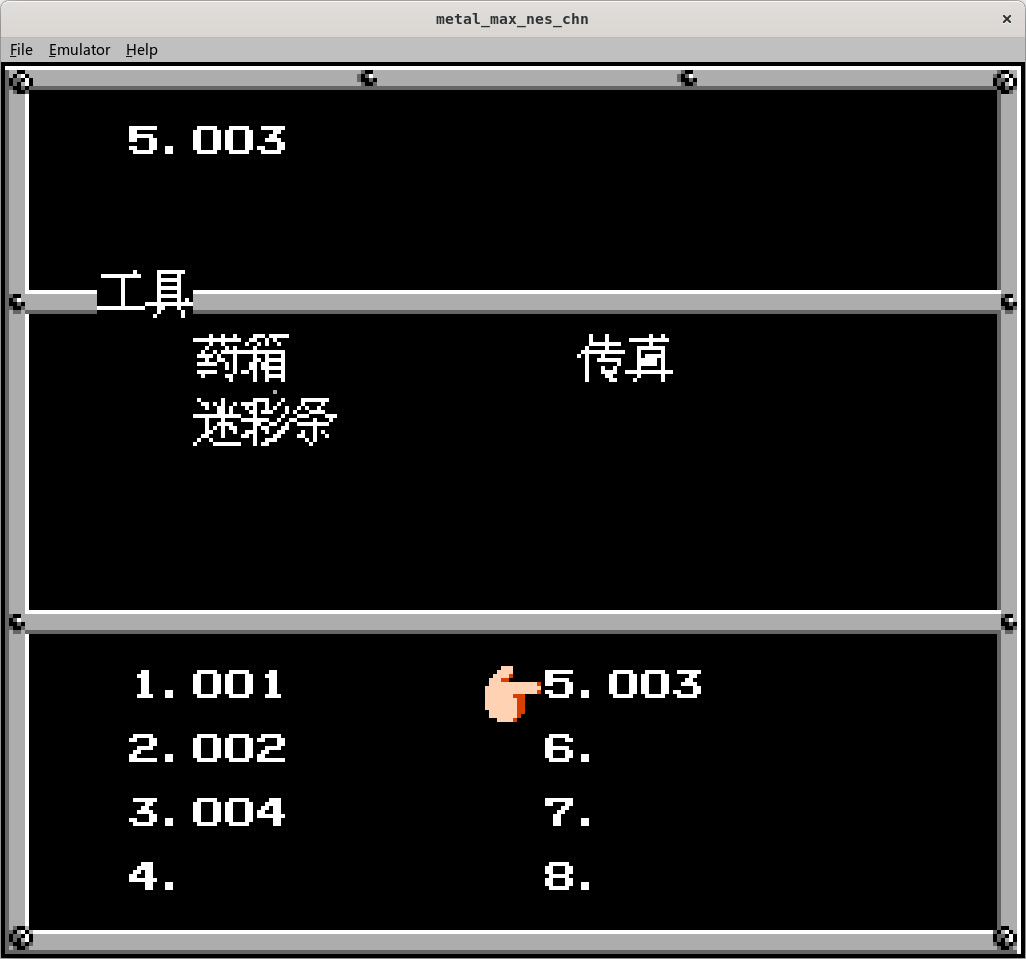 metal_max_nes_chn
File Emulator Help
5.003
工具
药箱 传真
迷彩条
1.001 5.003
2.002 6.
3.004 7.
4. 8.